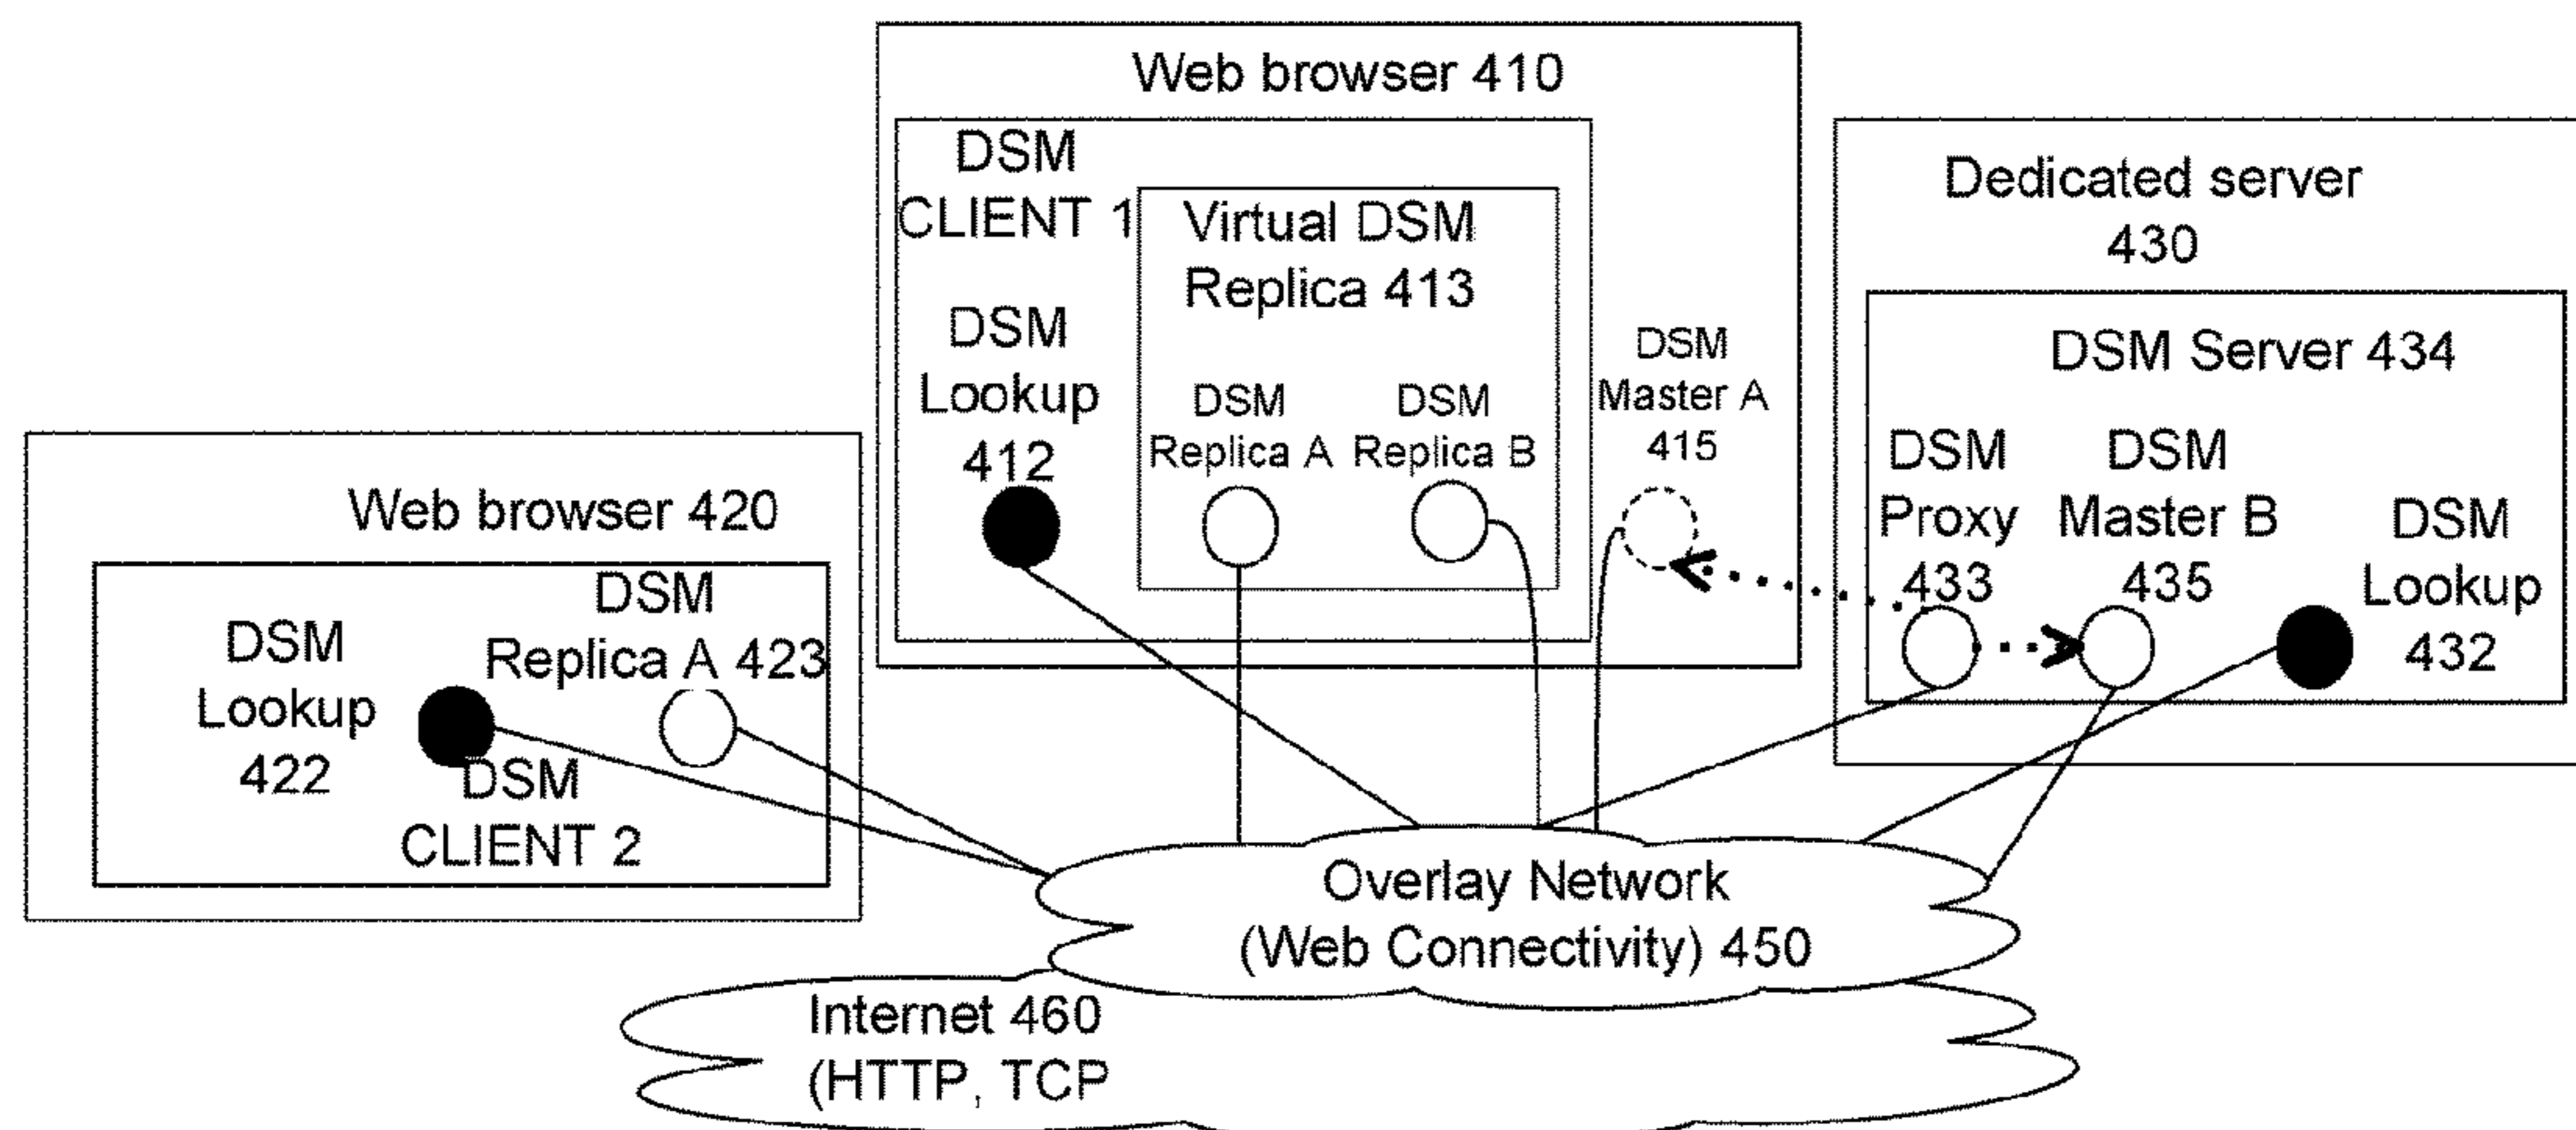 Web browser 410
DSM
CLIENT 1
Virtual DSM
Replica 413
DSM
Lookup
412
DSM
Replica A
DSM
Replica B
DSM
Master A
415
Dedicated server
430
DSM Server 434
DSM
Proxy
433
DSM
Master B
435
DSM
Lookup
432
Web browser 420
DSM
Lookup
422
DSM
Replica A 423
DSM
CLIENT 2
Overlay Network
(Web Connectivity) 450
Internet 460
(HTTP, TCP